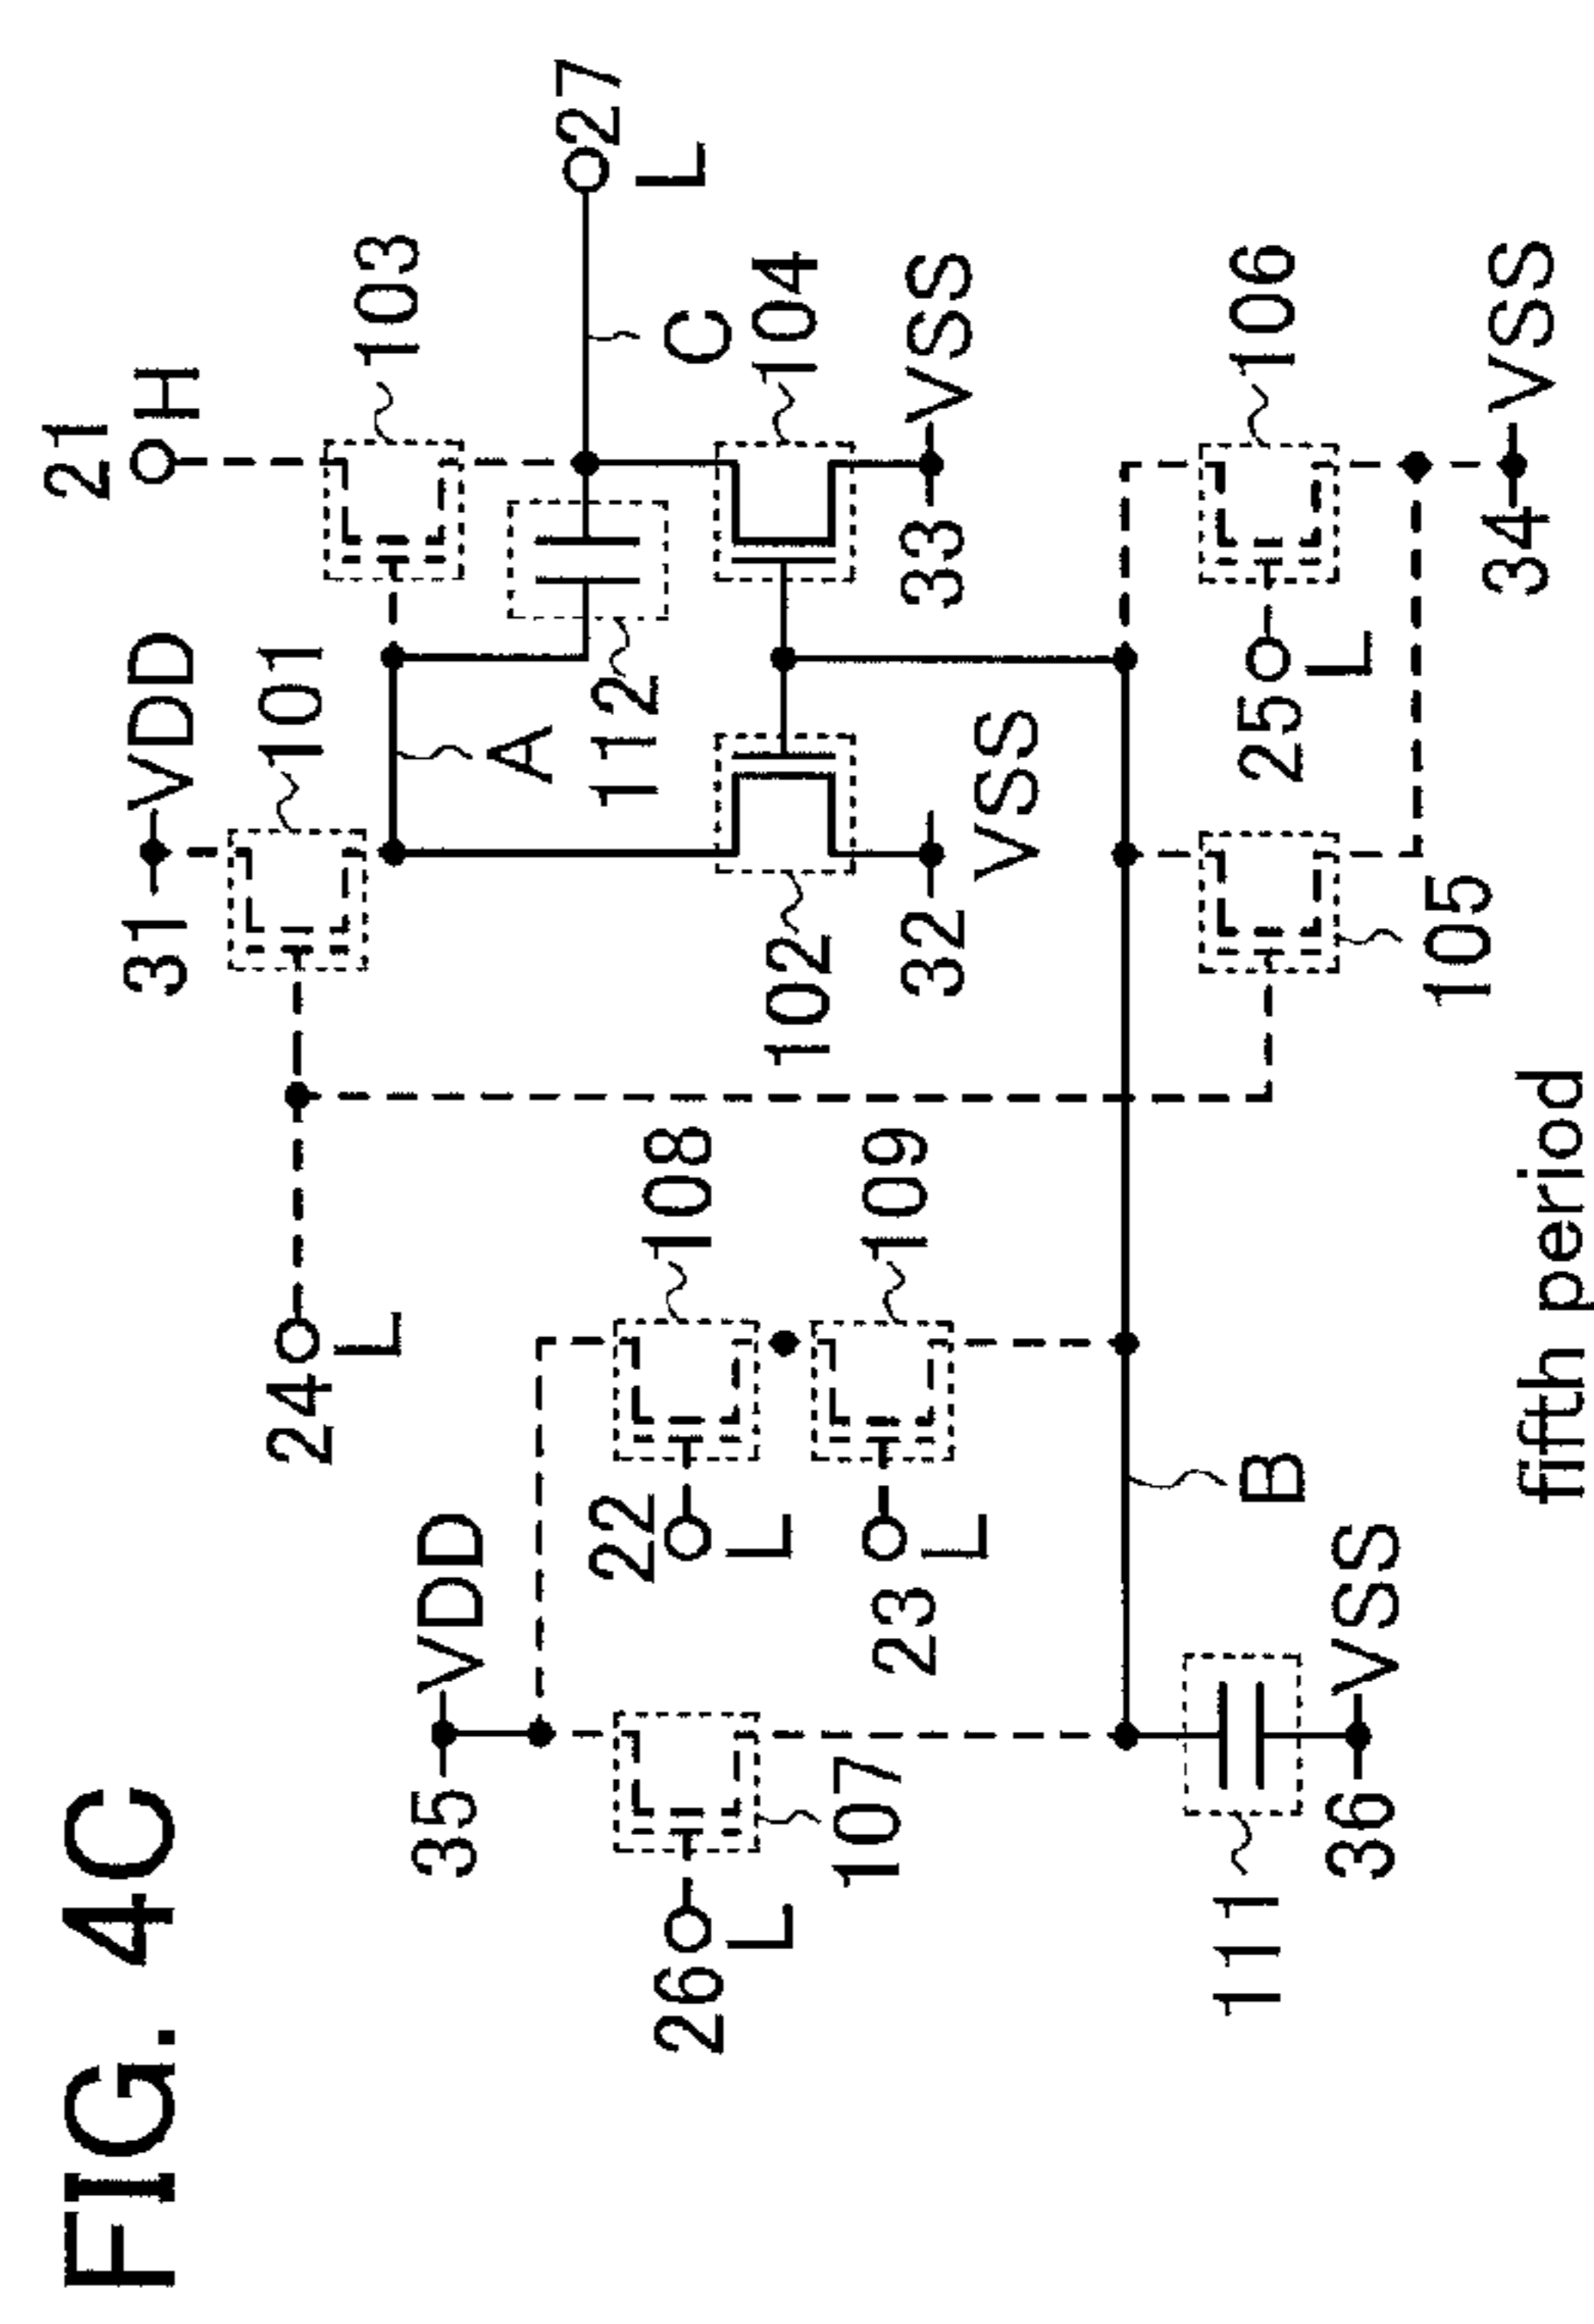 FIG. 4C
21
H
31 VDD
101
103
27
L
A
112
C
104
24
L
35 VDD
22
L
108
102
32
VSS
33 VSS
26
L
107
23
L
109
106
25
L
B
111
36 VSS
105
34 VSS
fifth period